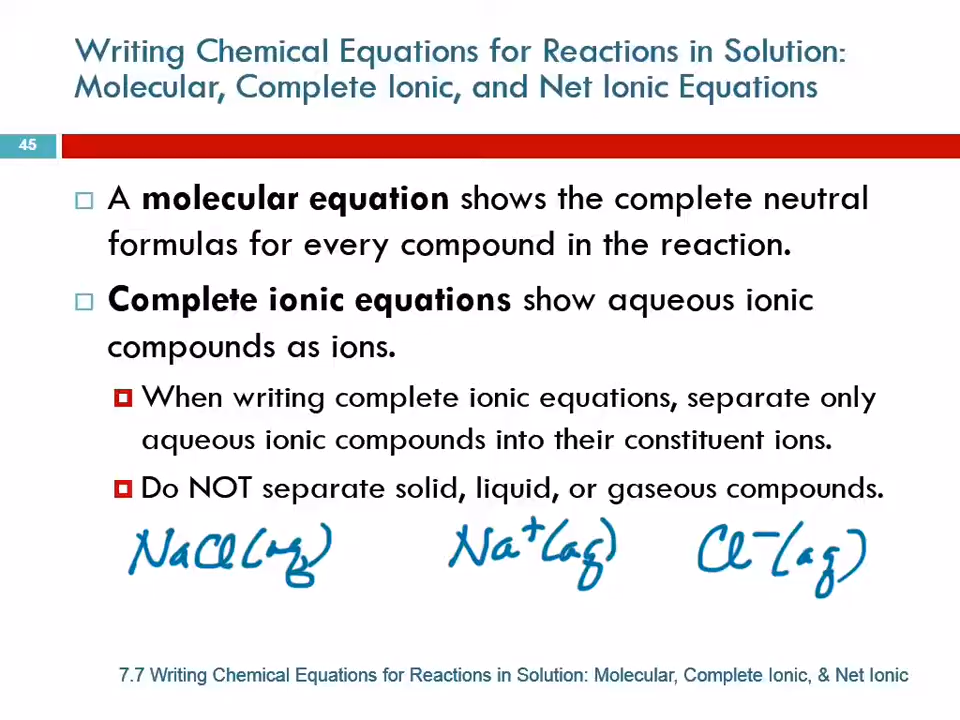 Writing Chemical Equations for Reactions in Solution:
Molecular, Complete Ionic, and Net Ionic Equations
45
A molecular equation shows the complete neutral
formulas for every compound in the reaction.
Complete ionic equations show aqueous ionic
compounds as ions.
When writing complete ionic equations, separate only
aqueous ionic compounds into their constituent ions.
Do NOT separate solid, liquid, or gaseous compounds.
NaCl(aq) Na⁺(aq) Cl⁻(aq)
7.7 Writing Chemical Equations for Reactions in Solution: Molecular, Complete Ionic, & Net Ionic